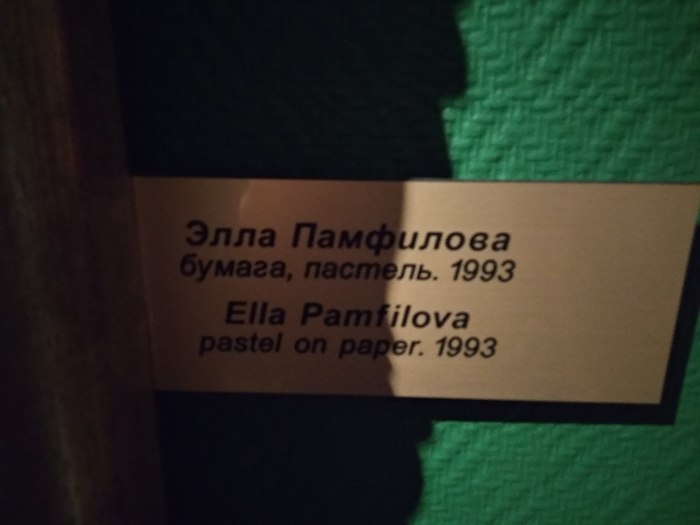 Элла Памфилова
бумага, пастель. 1993
Ella Pamfilova
pastel on paper. 1993